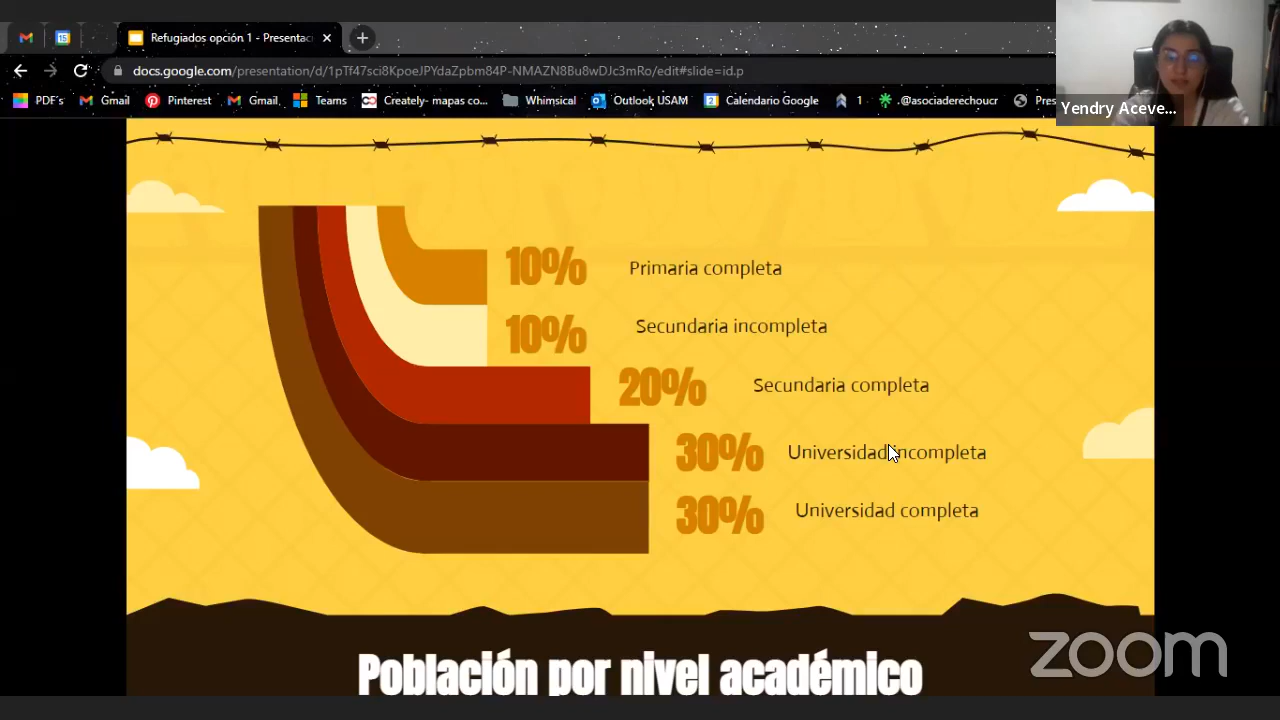 Refugiados opción 1 - Presentac
docs.google.com/presentation/d/1pTf47sci8KpoeJPYdaZpbm84P-NMAZN8Bu8wDJc3mRo/edit#slide=id.p
PDF's Gmail Pinterest Gmail Teams Creately- mapas co... Whimsical Outlook USAM Calendario Google 1 .@asociaderechoucr Pres
Yendry Aceve...
10% Primaria completa
10% Secundaria incompleta
20% Secundaria completa
30% Universidad incompleta
30% Universidad completa
Población por nivel académico
zoom